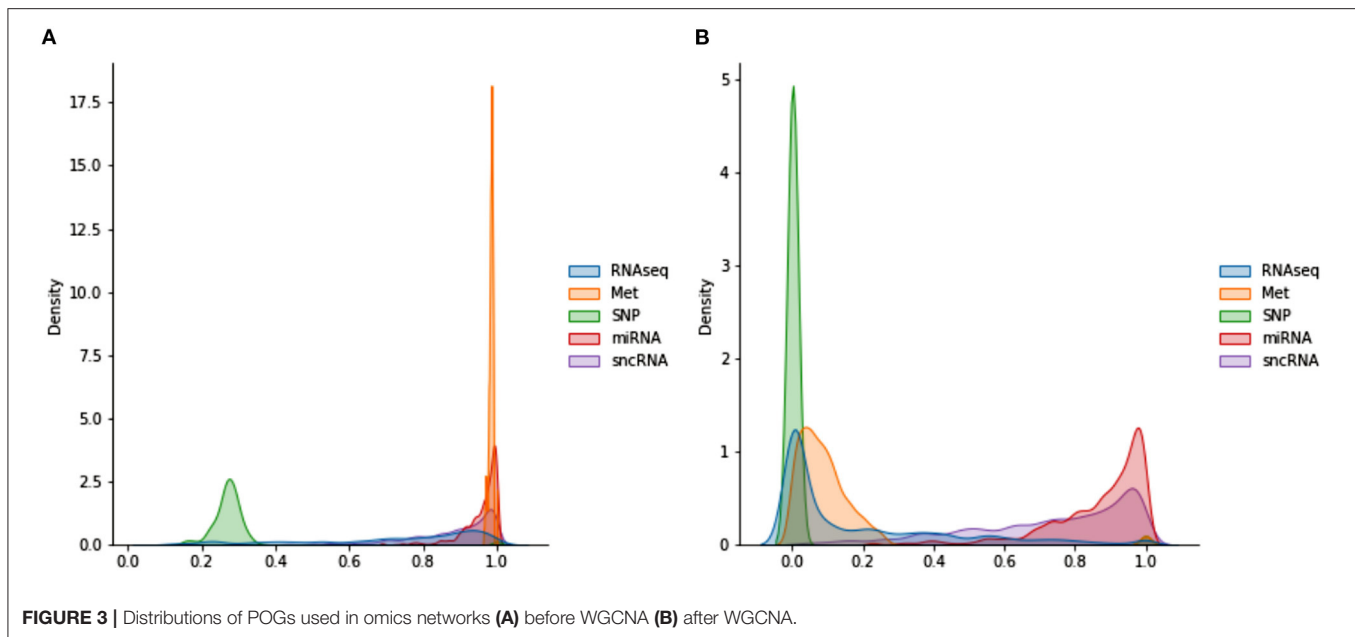 A
17.5
15.0
12.5
10.0
7.5
5.0
2.5
0.0
Density
0.0 0.2 0.4 0.6 0.8 1.0
RNAseq
Met
SNP
miRNA
sncRNA
B
5
4
3
2
1
0
Density
0.0 0.2 0.4 0.6 0.8 1.0
RNAseq
Met
SNP
miRNA
sncRNA
FIGURE 3 | Distributions of POGs used in omics networks (A) before WGCNA (B) after WGCNA.